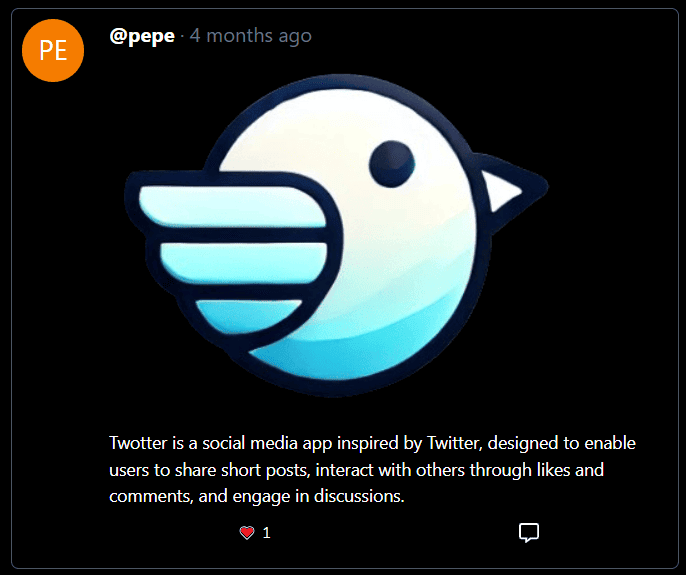 PE
@pepe · 4 months ago
Twotter is a social media app inspired by Twitter, designed to enable
users to share short posts, interact with others through likes and
comments, and engage in discussions.
1